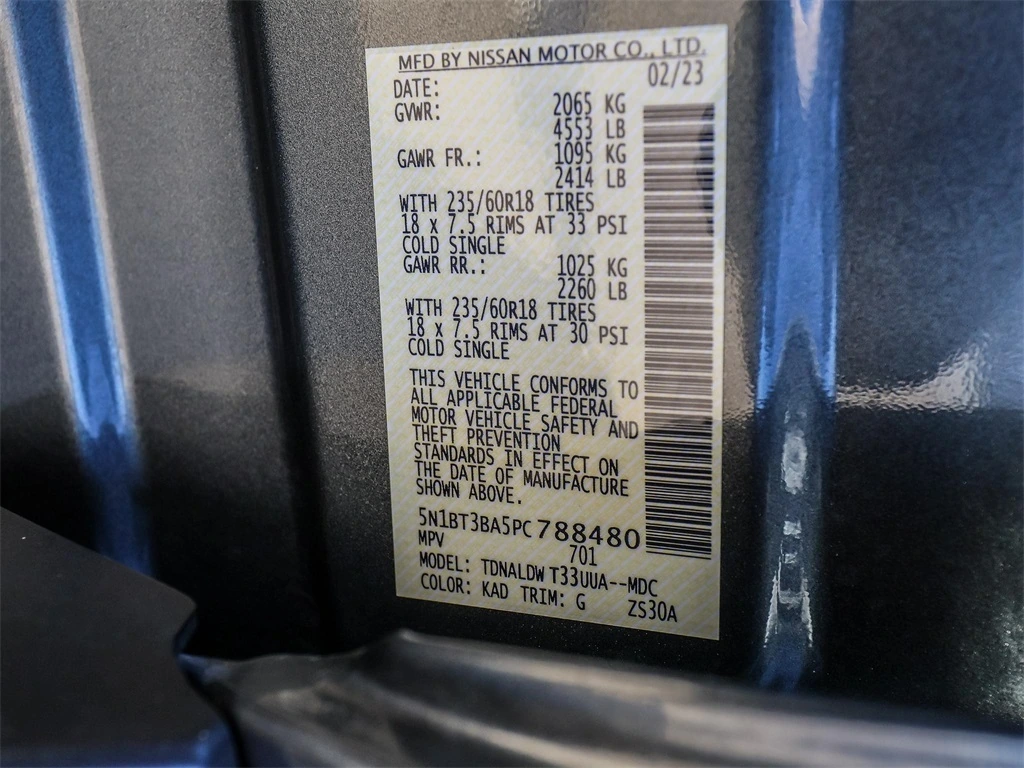 MFD BY NISSAN MOTOR CO., LTD.
DATE: 02/23
GVWR: 2065 KG
4553 LB
GAWR FR.: 1095 KG
2414 LB
WITH 235/60R18 TIRES
18 x 7.5 RIMS AT 33 PSI
COLD SINGLE
GAWR RR.: 1025 KG
2260 LB
WITH 235/60R18 TIRES
18 x 7.5 RIMS AT 30 PSI
COLD SINGLE
THIS VEHICLE CONFORMS TO
ALL APPLICABLE FEDERAL
MOTOR VEHICLE SAFETY AND
THEFT PREVENTION
STANDARDS IN EFFECT ON
THE DATE OF MANUFACTURE
SHOWN ABOVE.
5N1BT3BA5PC788480
MPV 701
MODEL: TDNALDW T33UUA--MDC
COLOR: KAD TRIM: G ZS30A